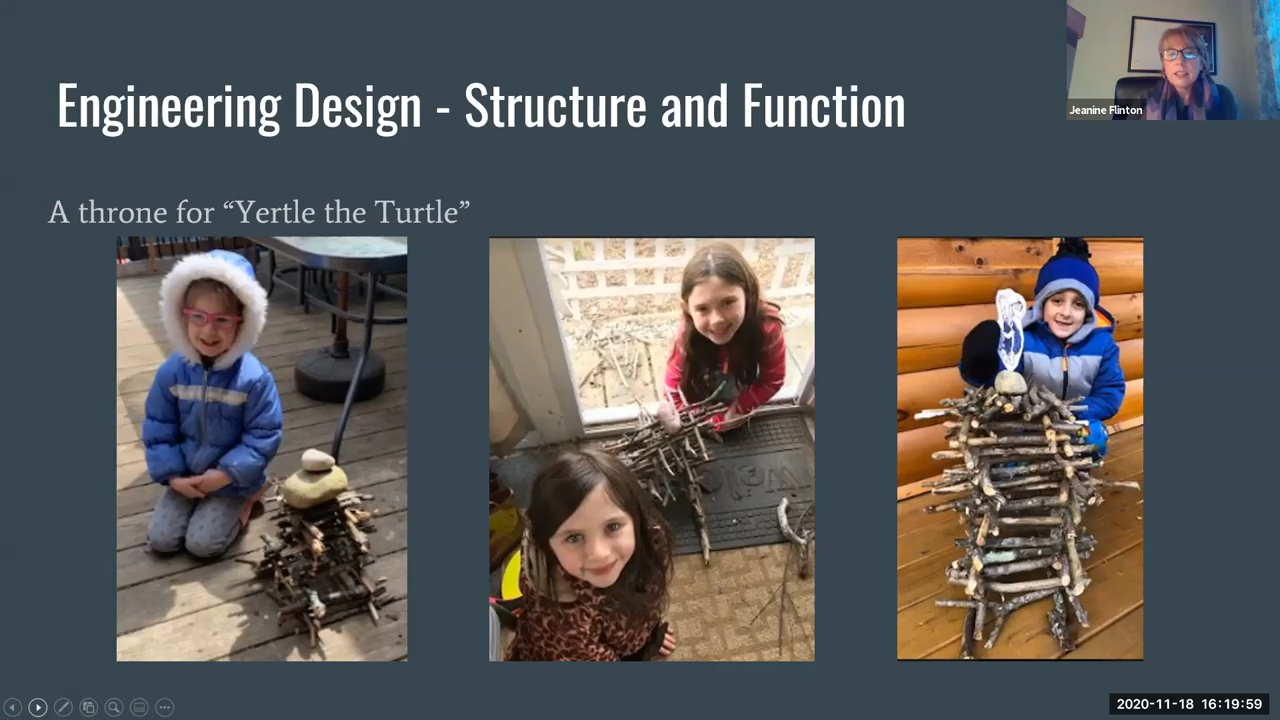 Engineering Design - Structure and Function
Jeanine Flinton
A throne for “Yertle the Turtle”
2020-11-18 16:19:59